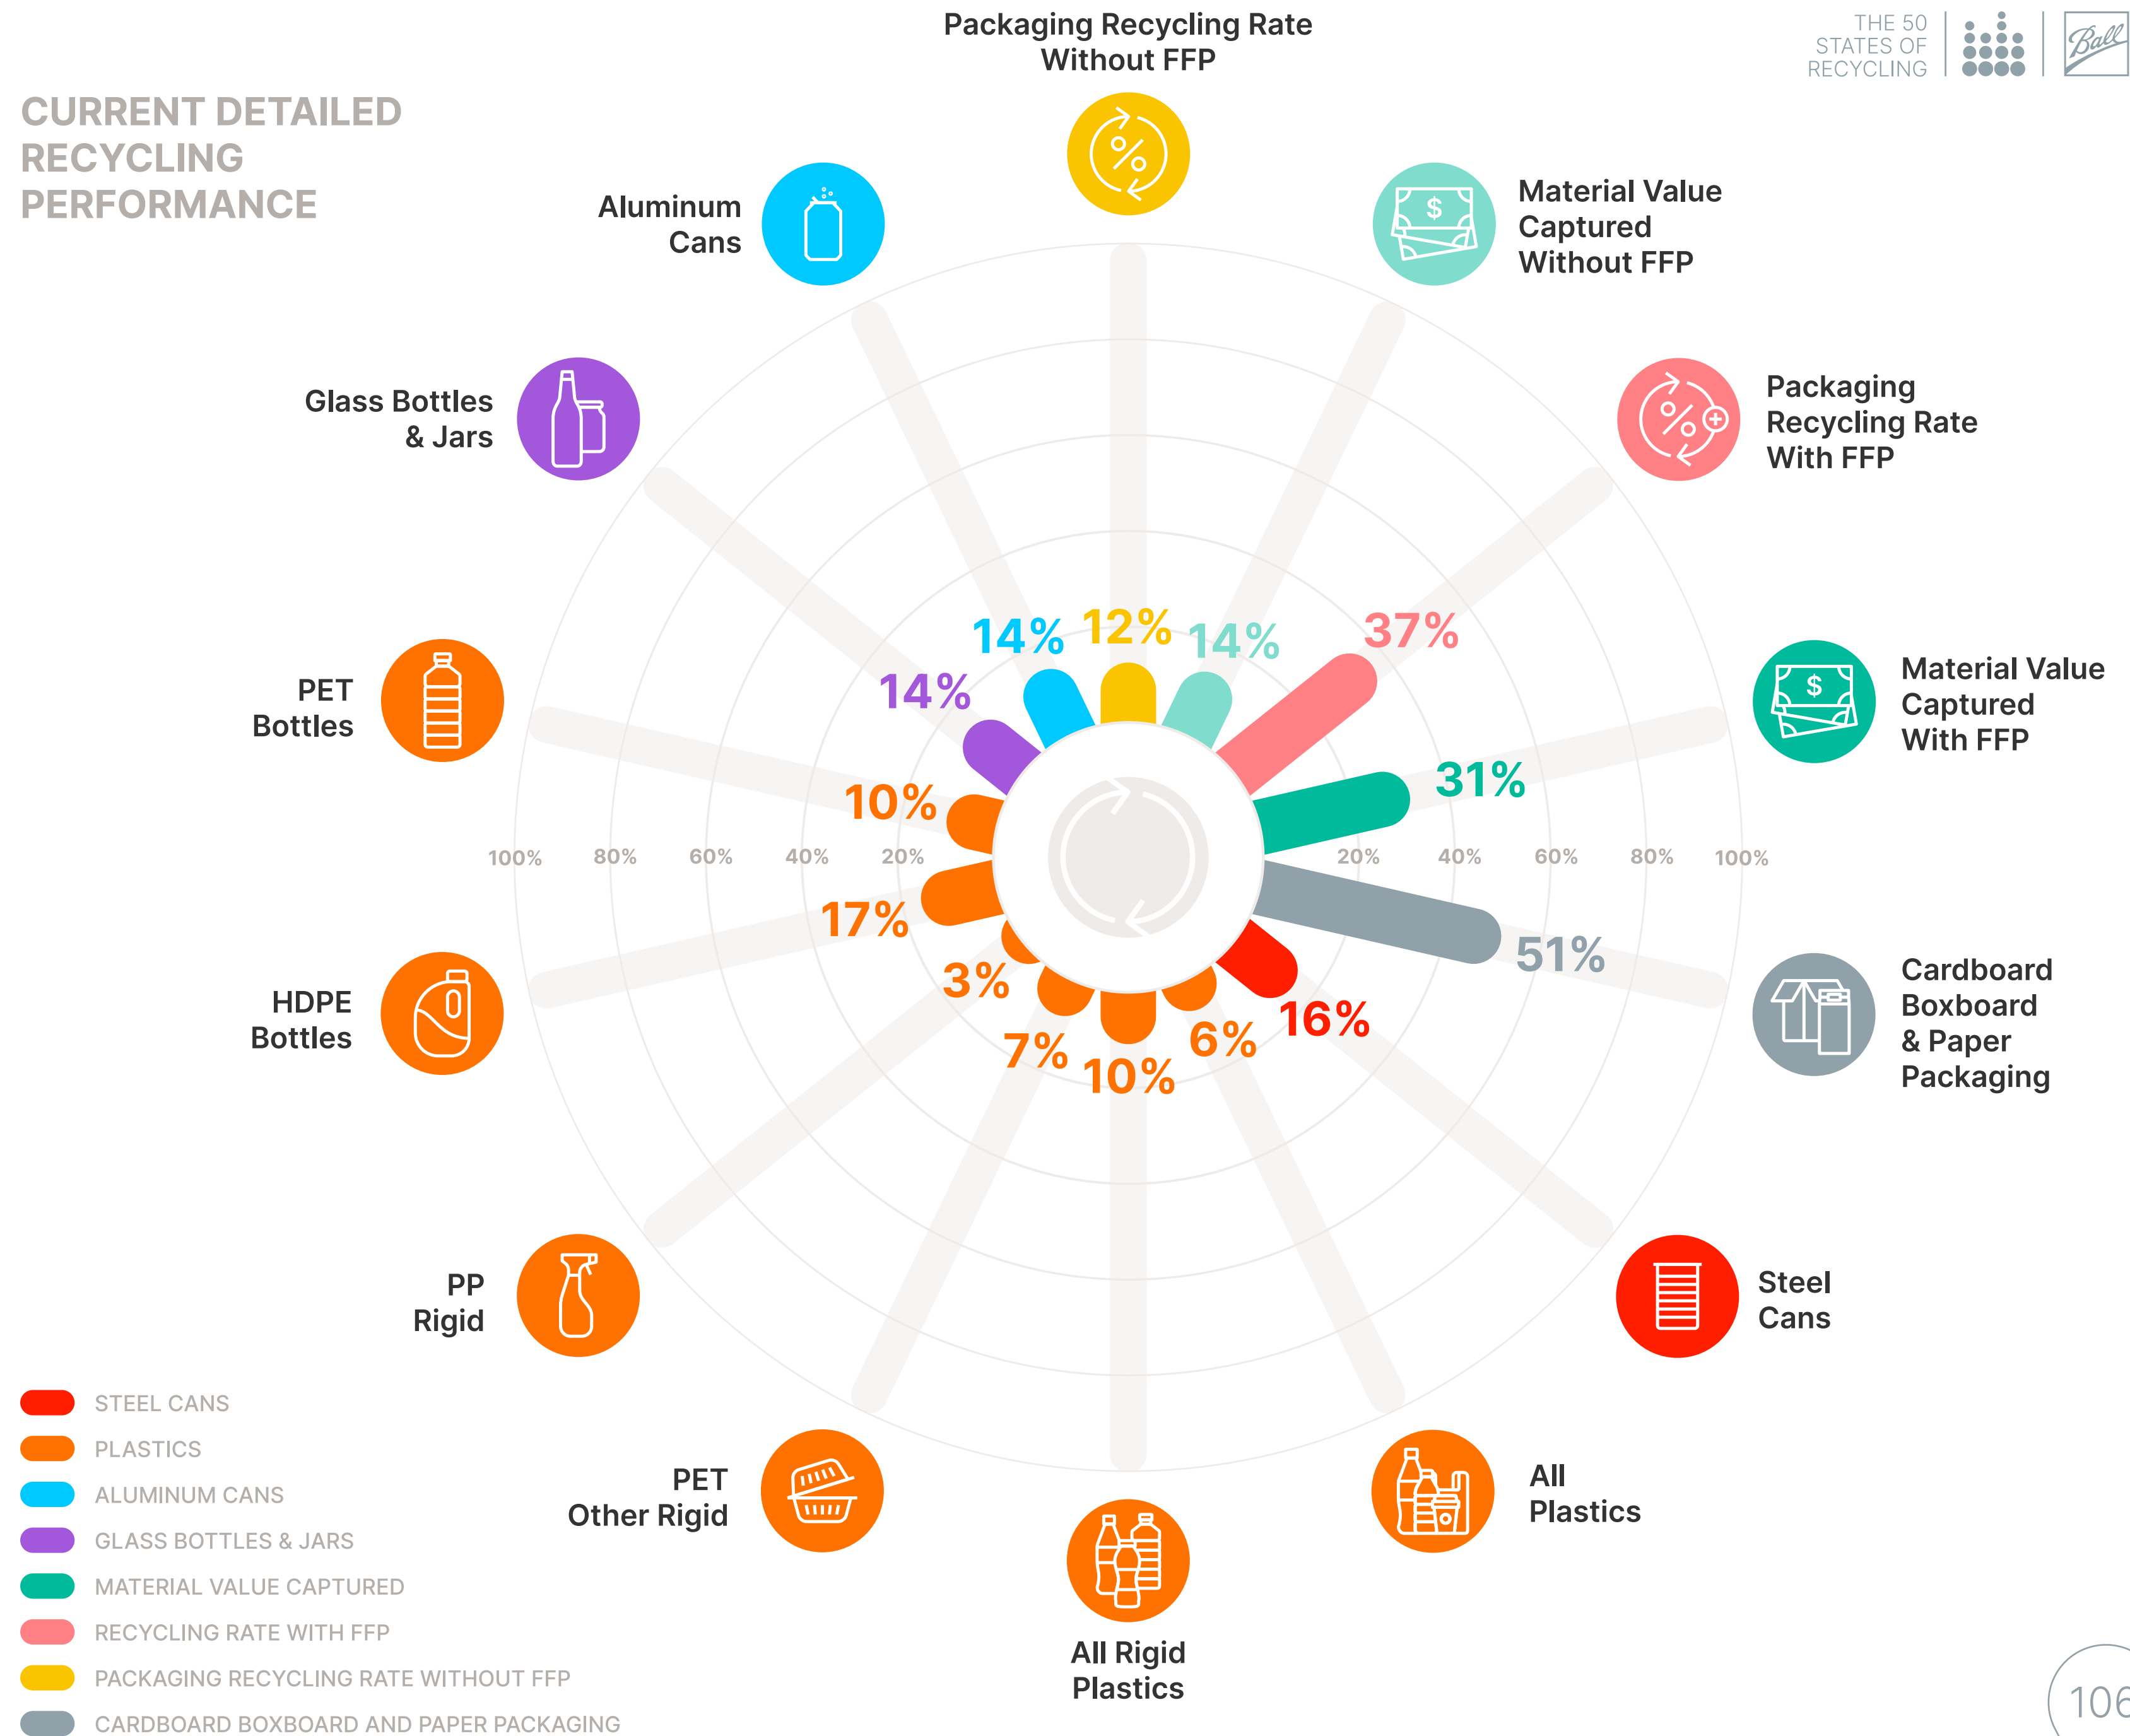 Packaging Recycling Rate
Without FFP
THE 50
STATES OF
RECYCLING
Ball
CURRENT DETAILED
RECYCLING
PERFORMANCE
Aluminum
Cans
Material Value
Captured
Without FFP
$
Glass Bottles
& Jars
Packaging
Recycling Rate
With FFP
PET
Bottles
Material Value
Captured
With FFP
$
14%
12%
14%
37%
14%
31%
10%
100%
80%
60%
40%
20%
20%
40%
60%
80%
100%
17%
51%
3%
16%
7%
10%
6%
HDPE
Bottles
Cardboard
Boxboard
& Paper
Packaging
PP
Rigid
Steel
Cans
PET
Other Rigid
All
Plastics
All Rigid
Plastics
STEEL CANS
PLASTICS
ALUMINUM CANS
GLASS BOTTLES & JARS
MATERIAL VALUE CAPTURED
RECYCLING RATE WITH FFP
PACKAGING RECYCLING RATE WITHOUT FFP
CARDBOARD BOXBOARD AND PAPER PACKAGING
106